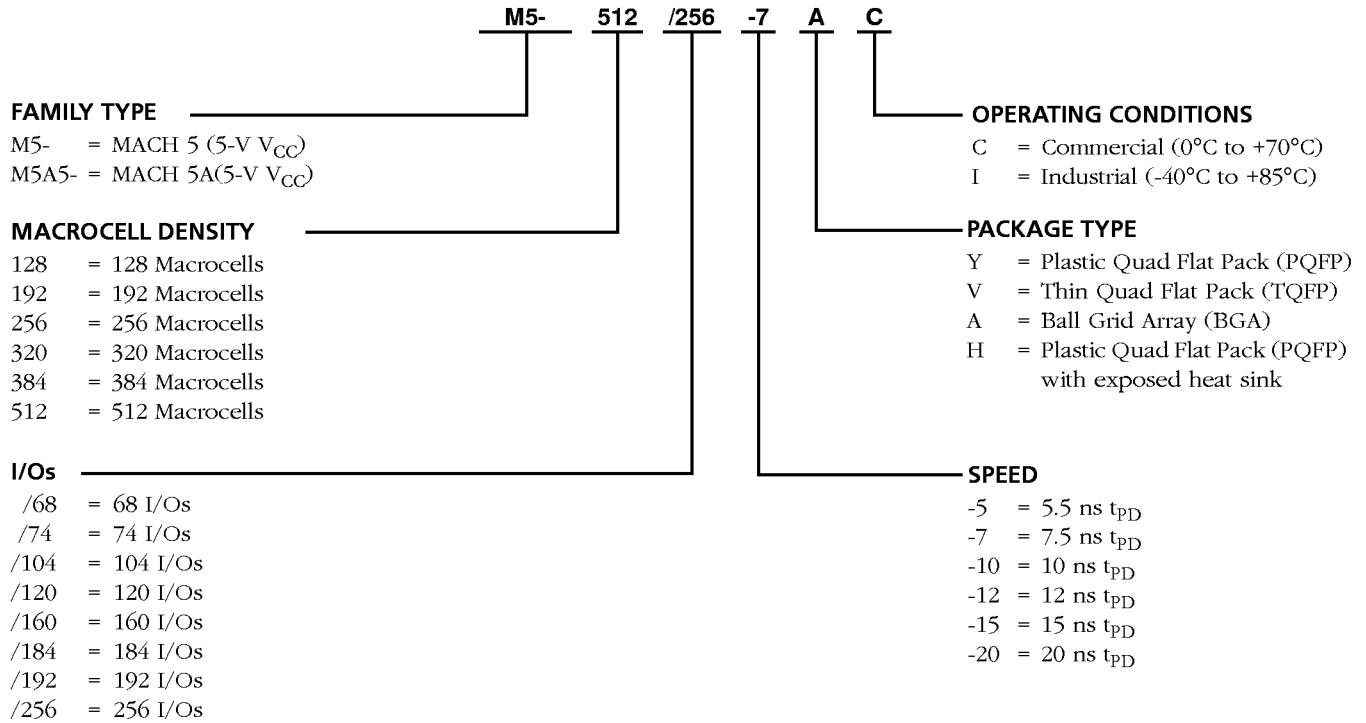 M5- 512 /256 -7 A C
FAMILY TYPE
M5- = MACH 5 (5-V VCC)
M5A5- = MACH 5A(5-V VCC)
MACROCELL DENSITY
128 = 128 Macrocells
192 = 192 Macrocells
256 = 256 Macrocells
320 = 320 Macrocells
384 = 384 Macrocells
512 = 512 Macrocells
I/Os
/68 = 68 I/Os
/74 = 74 I/Os
/104 = 104 I/Os
/120 = 120 I/Os
/160 = 160 I/Os
/184 = 184 I/Os
/192 = 192 I/Os
/256 = 256 I/Os
OPERATING CONDITIONS
C = Commercial (0°C to +70°C)
I = Industrial (-40°C to +85°C)
PACKAGE TYPE
Y = Plastic Quad Flat Pack (PQFP)
V = Thin Quad Flat Pack (TQFP)
A = Ball Grid Array (BGA)
H = Plastic Quad Flat Pack (PQFP)
with exposed heat sink
SPEED
-5 = 5.5 ns tPD
-7 = 7.5 ns tPD
-10 = 10 ns tPD
-12 = 12 ns tPD
-15 = 15 ns tPD
-20 = 20 ns tPD